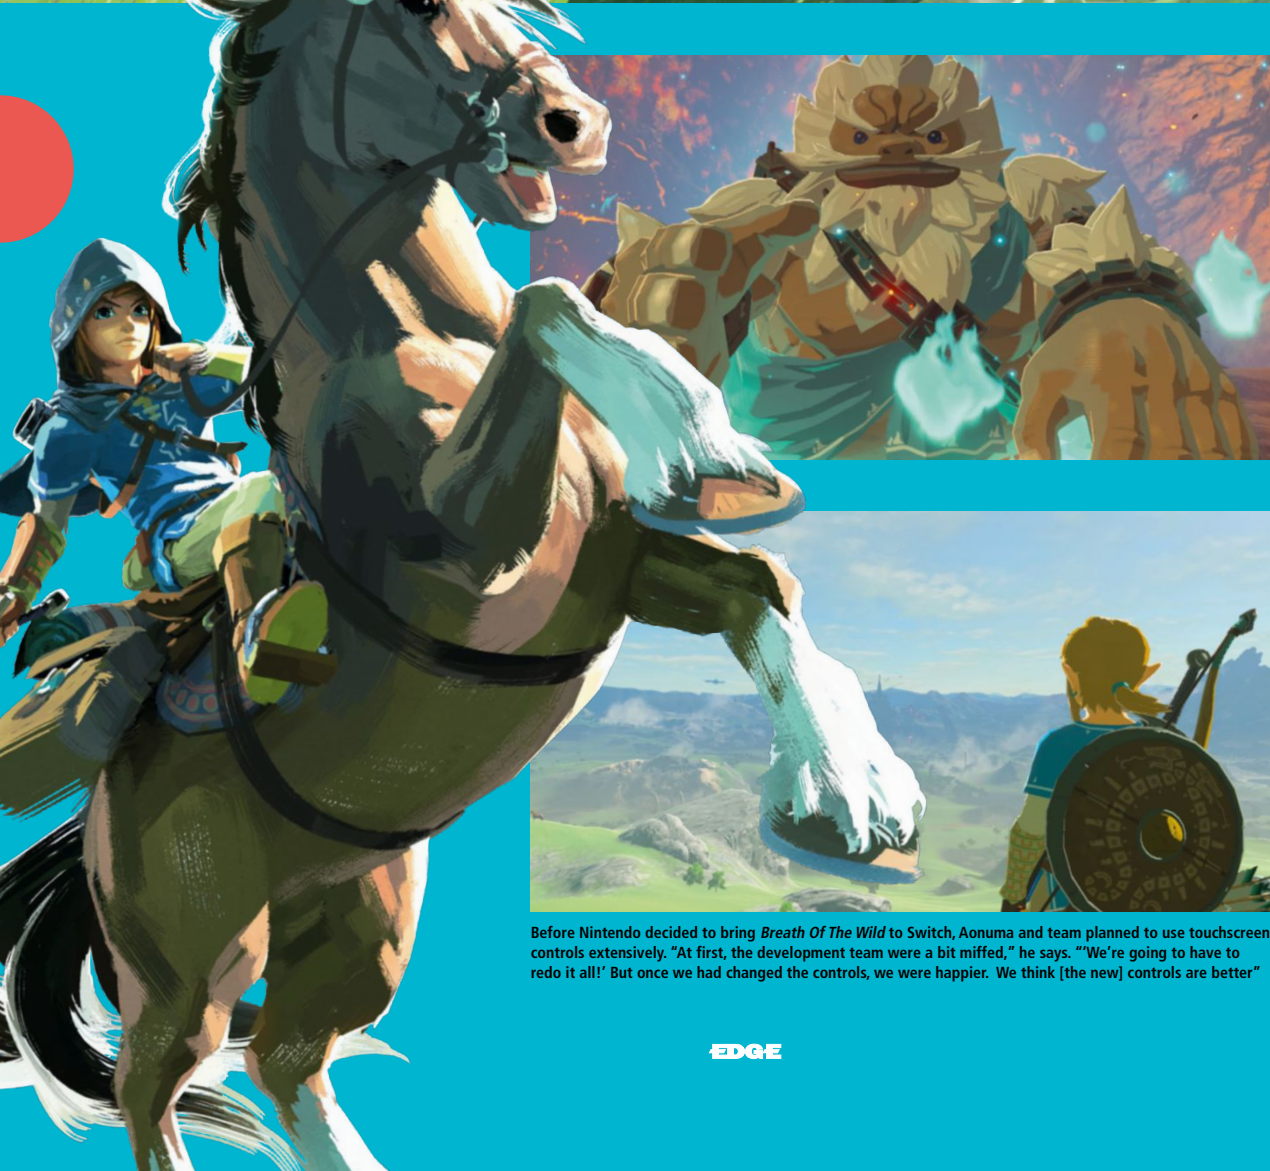 Before Nintendo decided to bring Breath Of The Wild to Switch, Aonuma and team planned to use touchscreen
controls extensively. “At first, the development team were a bit miffed,” he says. “‘We’re going to have to
redo it all!’ But once we had changed the controls, we were happier. We think [the new] controls are better”
EDGE